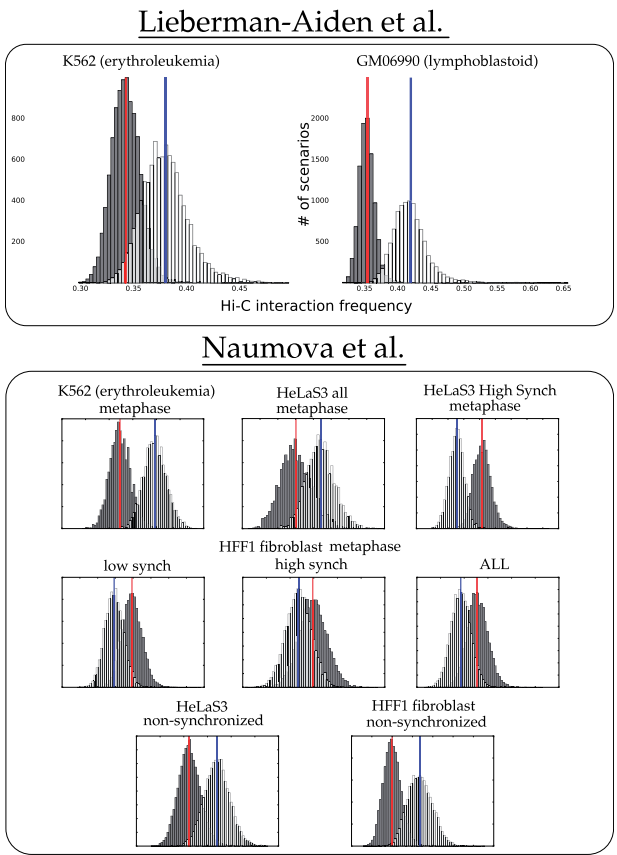 Lieberman-Aiden et al.
K562 (erythroleukemia)
GM06990 (lymphoblastoid)
800
600
400
200
0.30 0.35 0.40 0.45
# of scenarios
2000
1500
1000
500
0.35 0.40 0.45 0.50 0.55 0.60 0.65
Hi-C interaction frequency
Naumova et al.
K562 (erythroleukemia)
metaphase
HeLaS3 all
metaphase
HeLaS3 High Synch
metaphase
HFF1 fibroblast metaphase
low synch
high synch
ALL
HeLaS3
non-synchronized
HFF1 fibroblast
non-synchronized